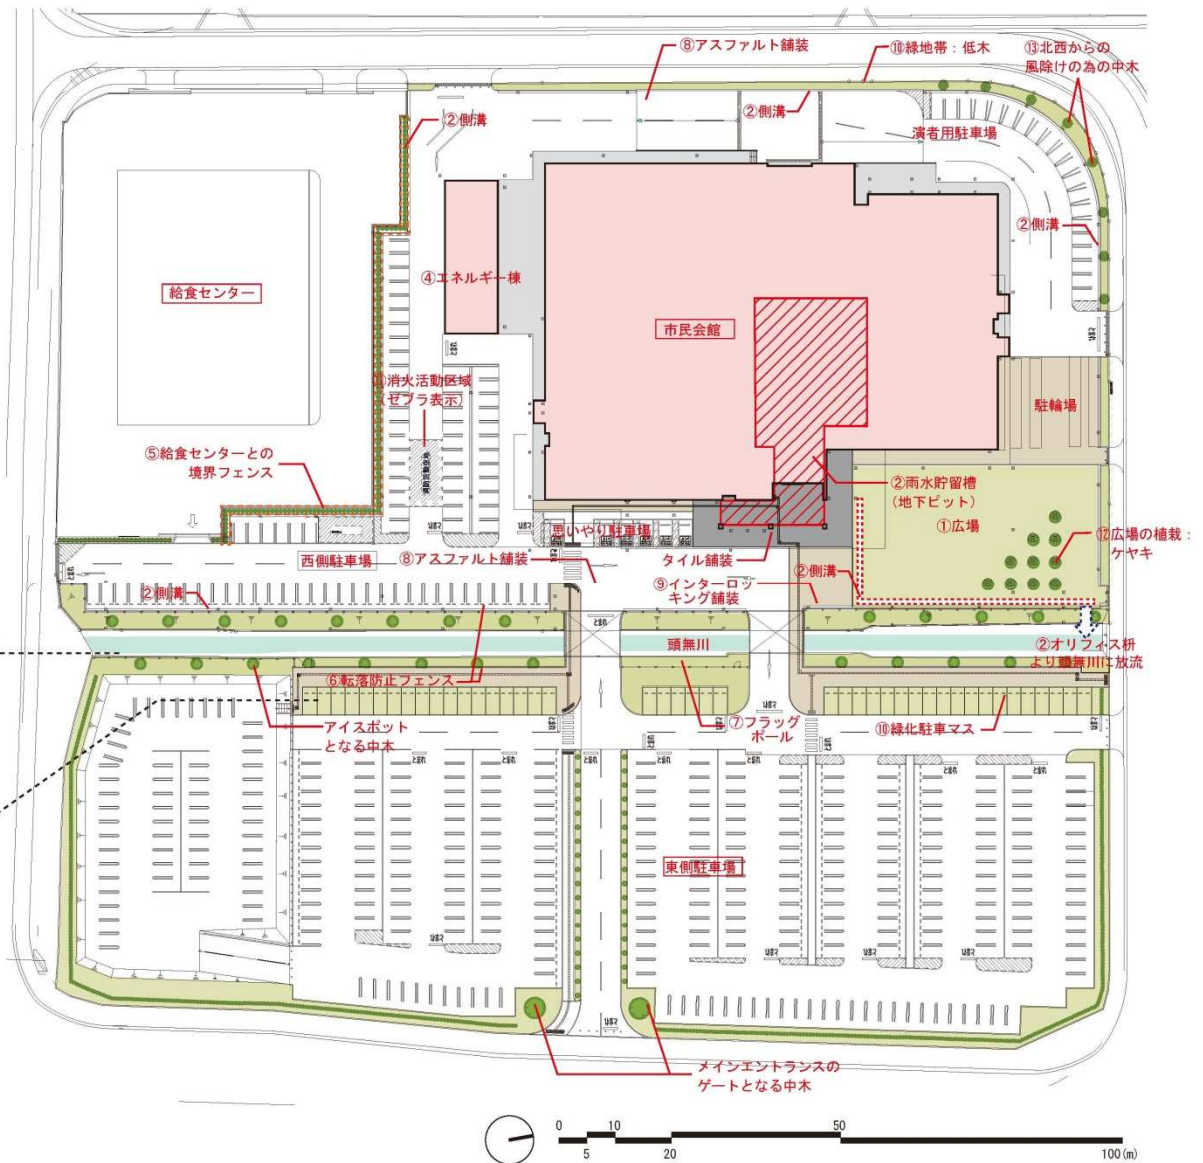 ⑧アスファルト舗装
⑩緑地帯：低木
⑬北西からの
風除けの為の中木
②側溝
②側溝
演者用駐車場
②側溝
④エネルギー棟
給食センター
市民会館
消火活動区域
（ゼブラ表示）
駐輪場
⑤給食センターとの
境界フェンス
②雨水貯留槽
（地下ピット）
①広場
思いやり駐車場
⑫広場の植栽：
ケヤキ
西側駐車場
⑧アスファルト舗装
タイル舗装
②側溝
⑨インターロッ
キング舗装
②側溝
頭無川
②オリフィス枡
より頭無川に放流
⑥転落防止フェンス
アイスポット
となる中木
⑦フラッグ
ポール
⑩緑化駐車マス
東側駐車場
メインエントランスの
ゲートとなる中木
0 10 50
5 20 100(m)